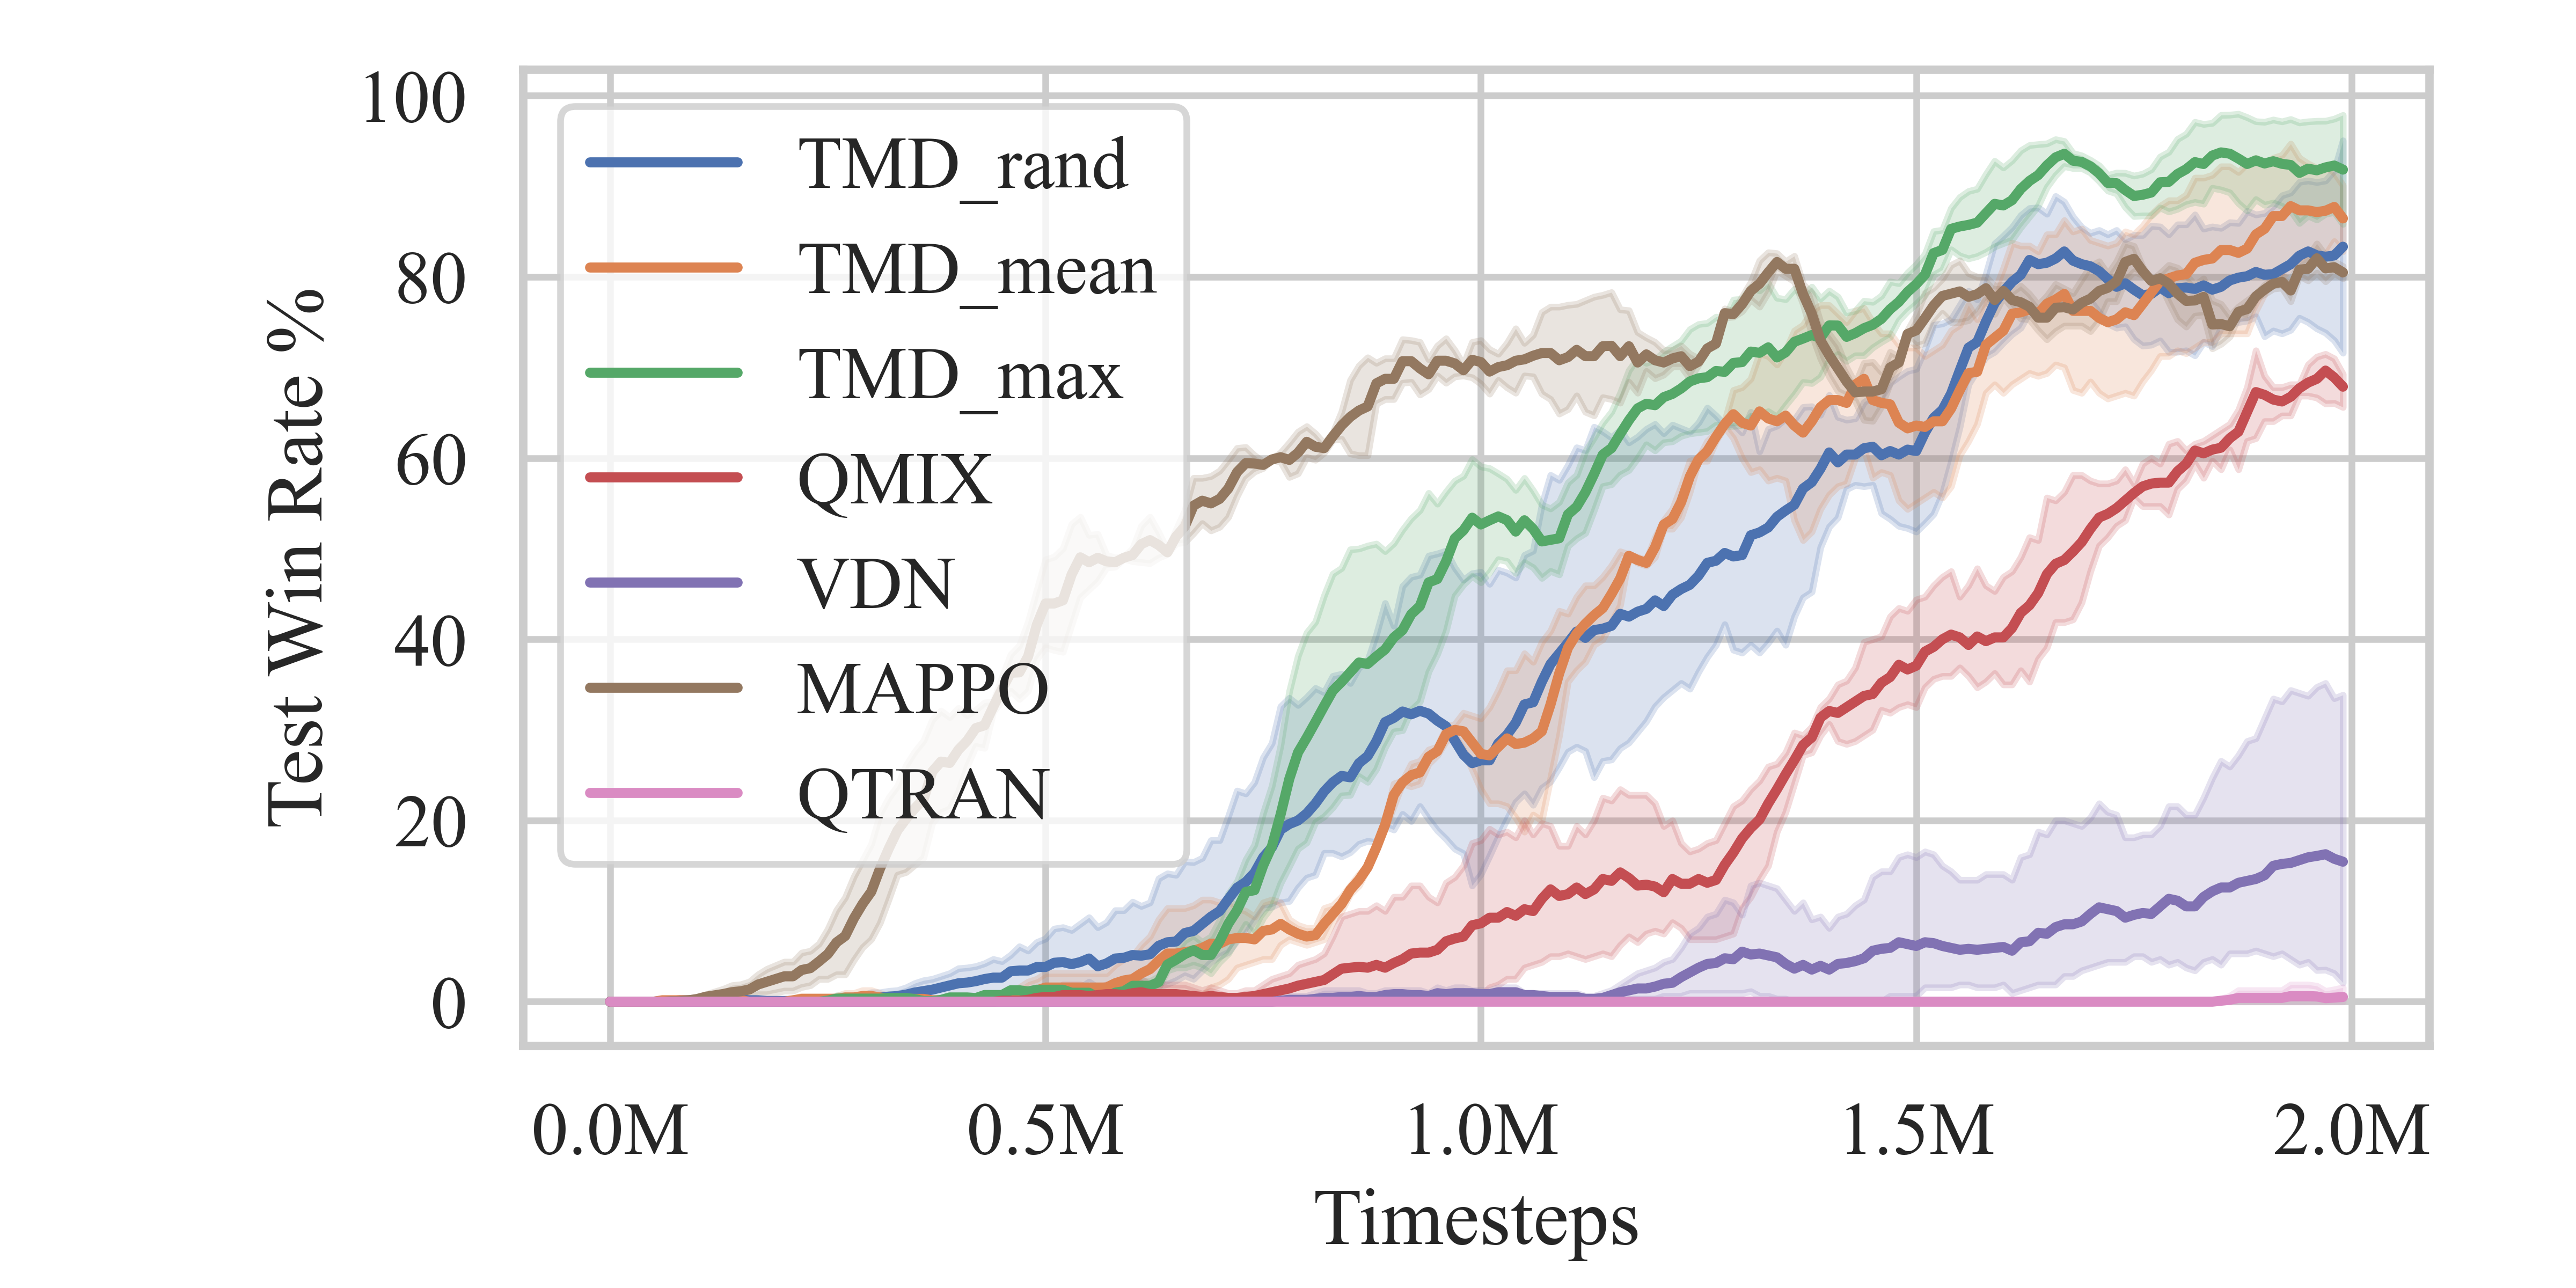 Test Win Rate %
100
80
60
40
20
0
TMD_rand
TMD_mean
TMD_max
QMIX
VDN
MAPPO
QTRAN
0.0M
0.5M
1.0M
1.5M
2.0M
Timesteps